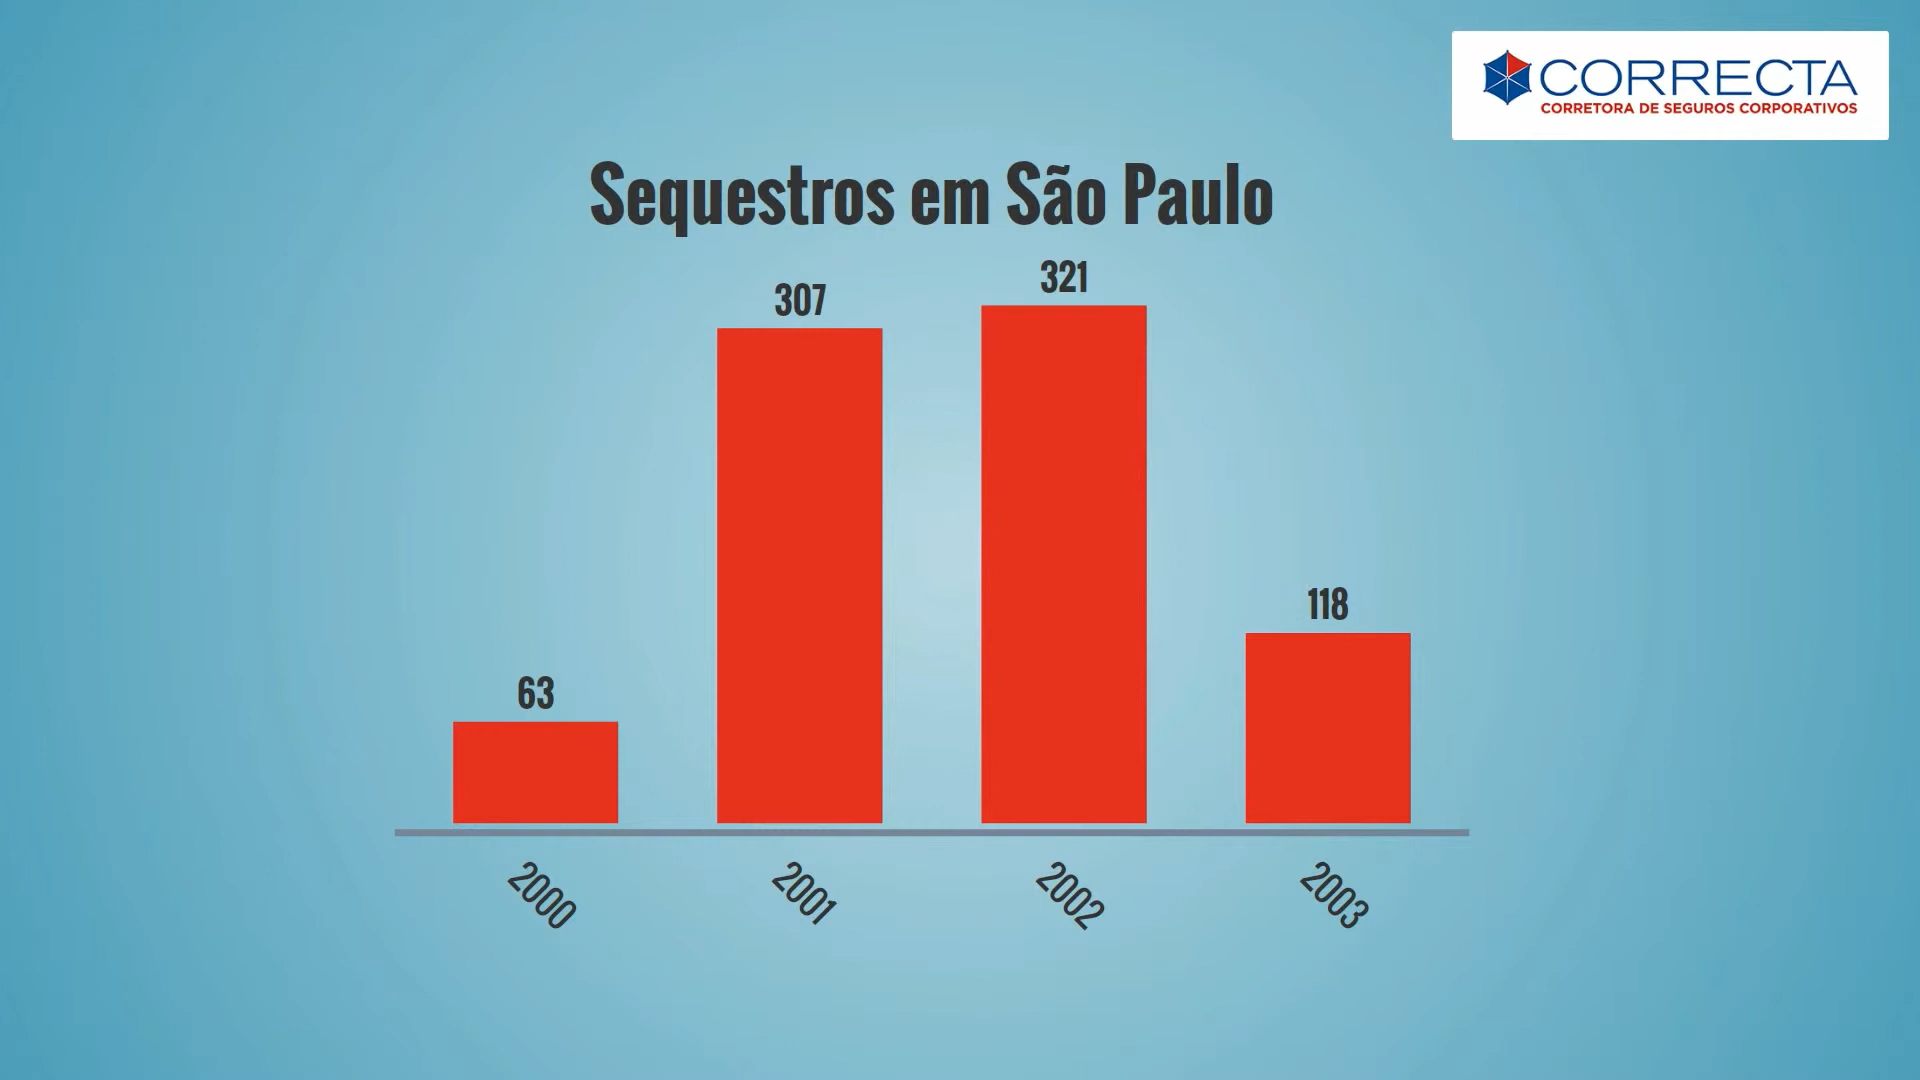 CORRECTA
CORRETORA DE SEGUROS CORPORATIVOS
Sequestros em São Paulo
63
307
321
118
2000
2001
2002
2003